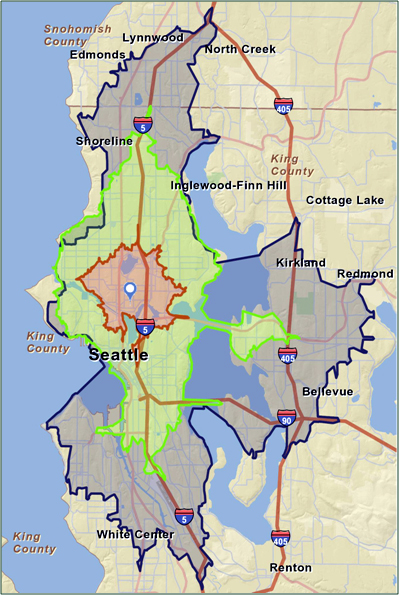 Snohomish
County
Lynnwood
Edmonds
North Creek
405
5
Shoreline
King
County
Inglewood-Finn Hill
Cottage Lake
Kirkland
Redmond
King
County
5
Seattle
405
Bellevue
90
5
White Center
King
County
405
Renton